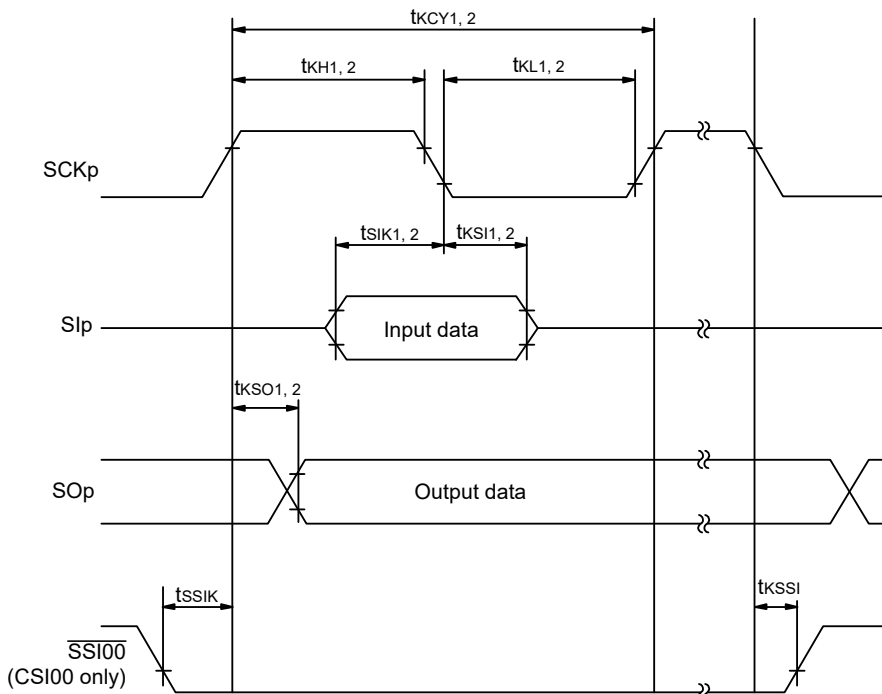 tKCY1, 2
tKH1, 2
tKL1, 2
SCKp
tSIK1, 2
tKSI1, 2
SIp
Input data
tKSO1, 2
SOp
Output data
tSSIK
tKSSI
SSI00
(CSI00 only)